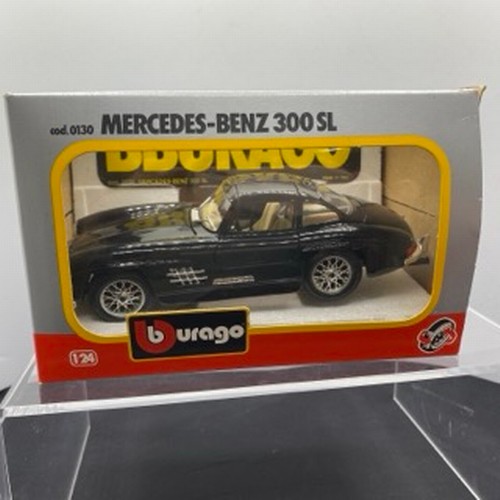 cod. 0130 MERCEDES-BENZ 300 SL
BBURAGO
burago
1:24